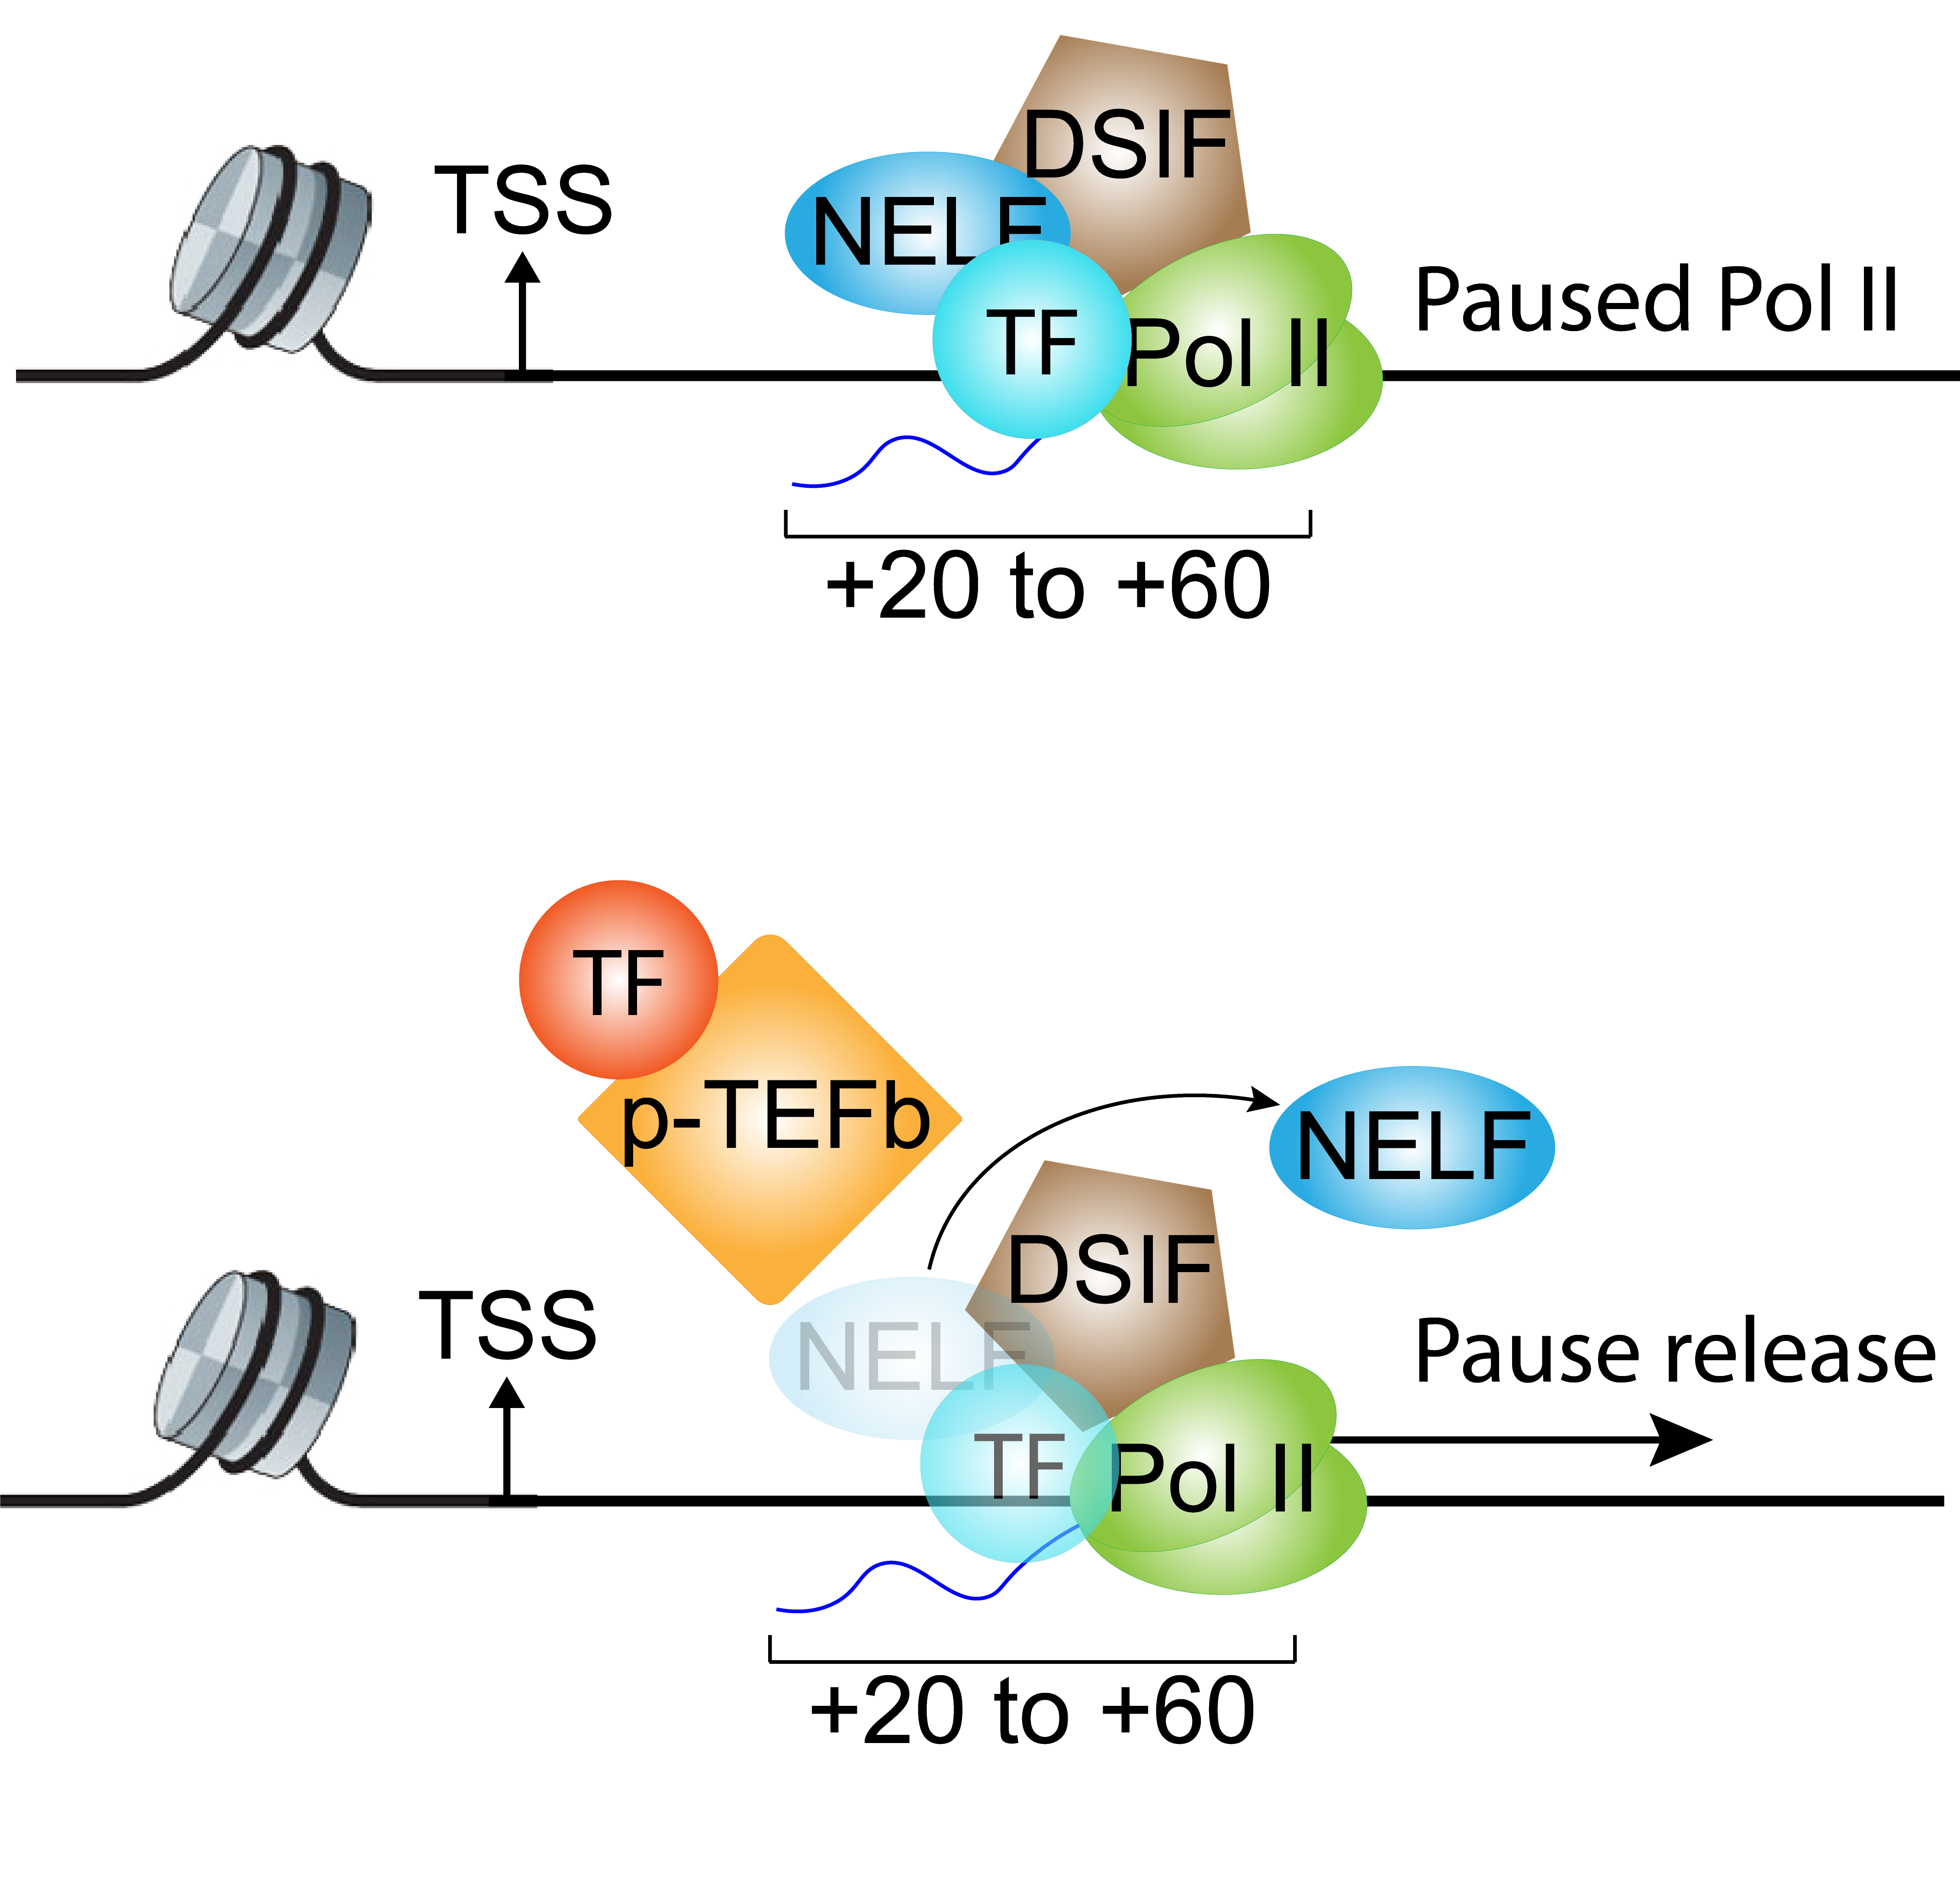 DSIF
TSS
NELF
TF
Pol II
Paused Pol II
+20 to +60
TF
p-TEFb
NELF
DSIF
TSS
NELF
Pause release
TF
Pol II
+20 to +60